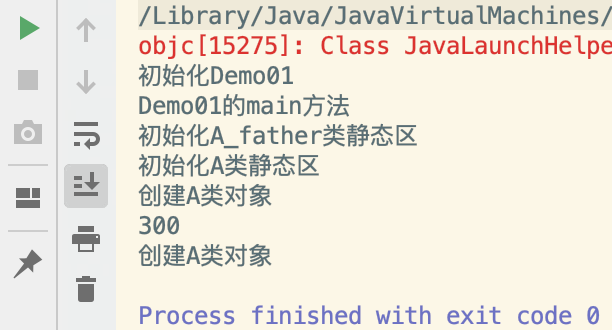 /Library/Java/JavaVirtualMachines/
objc[15275]: Class JavaLaunchHelpe
初始化Demo01
Demo01的main方法
初始化A_father类静态区
初始化A类静态区
创建A类对象
300
创建A类对象
Process finished with exit code 0